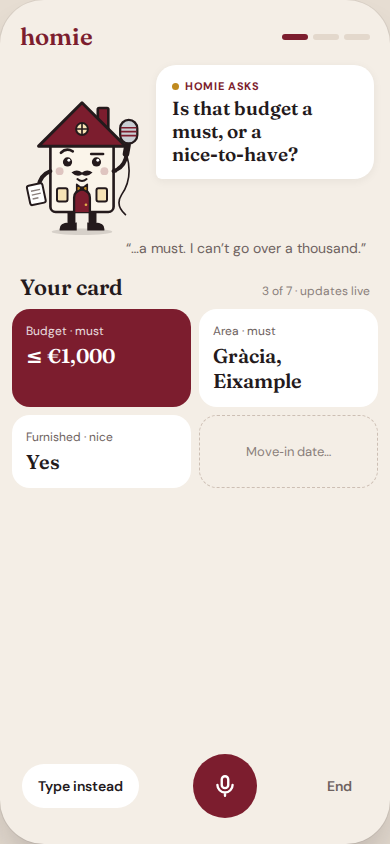 homie
HOMIE ASKS
Is that budget a
must, or a
nice-to-have?
“…a must. I can’t go over a thousand.”
Your card
3 of 7 · updates live
Budget · must
≤ €1,000
Area · must
Gràcia,
Eixample
Furnished · nice
Yes
Move-in date…
Type instead
End